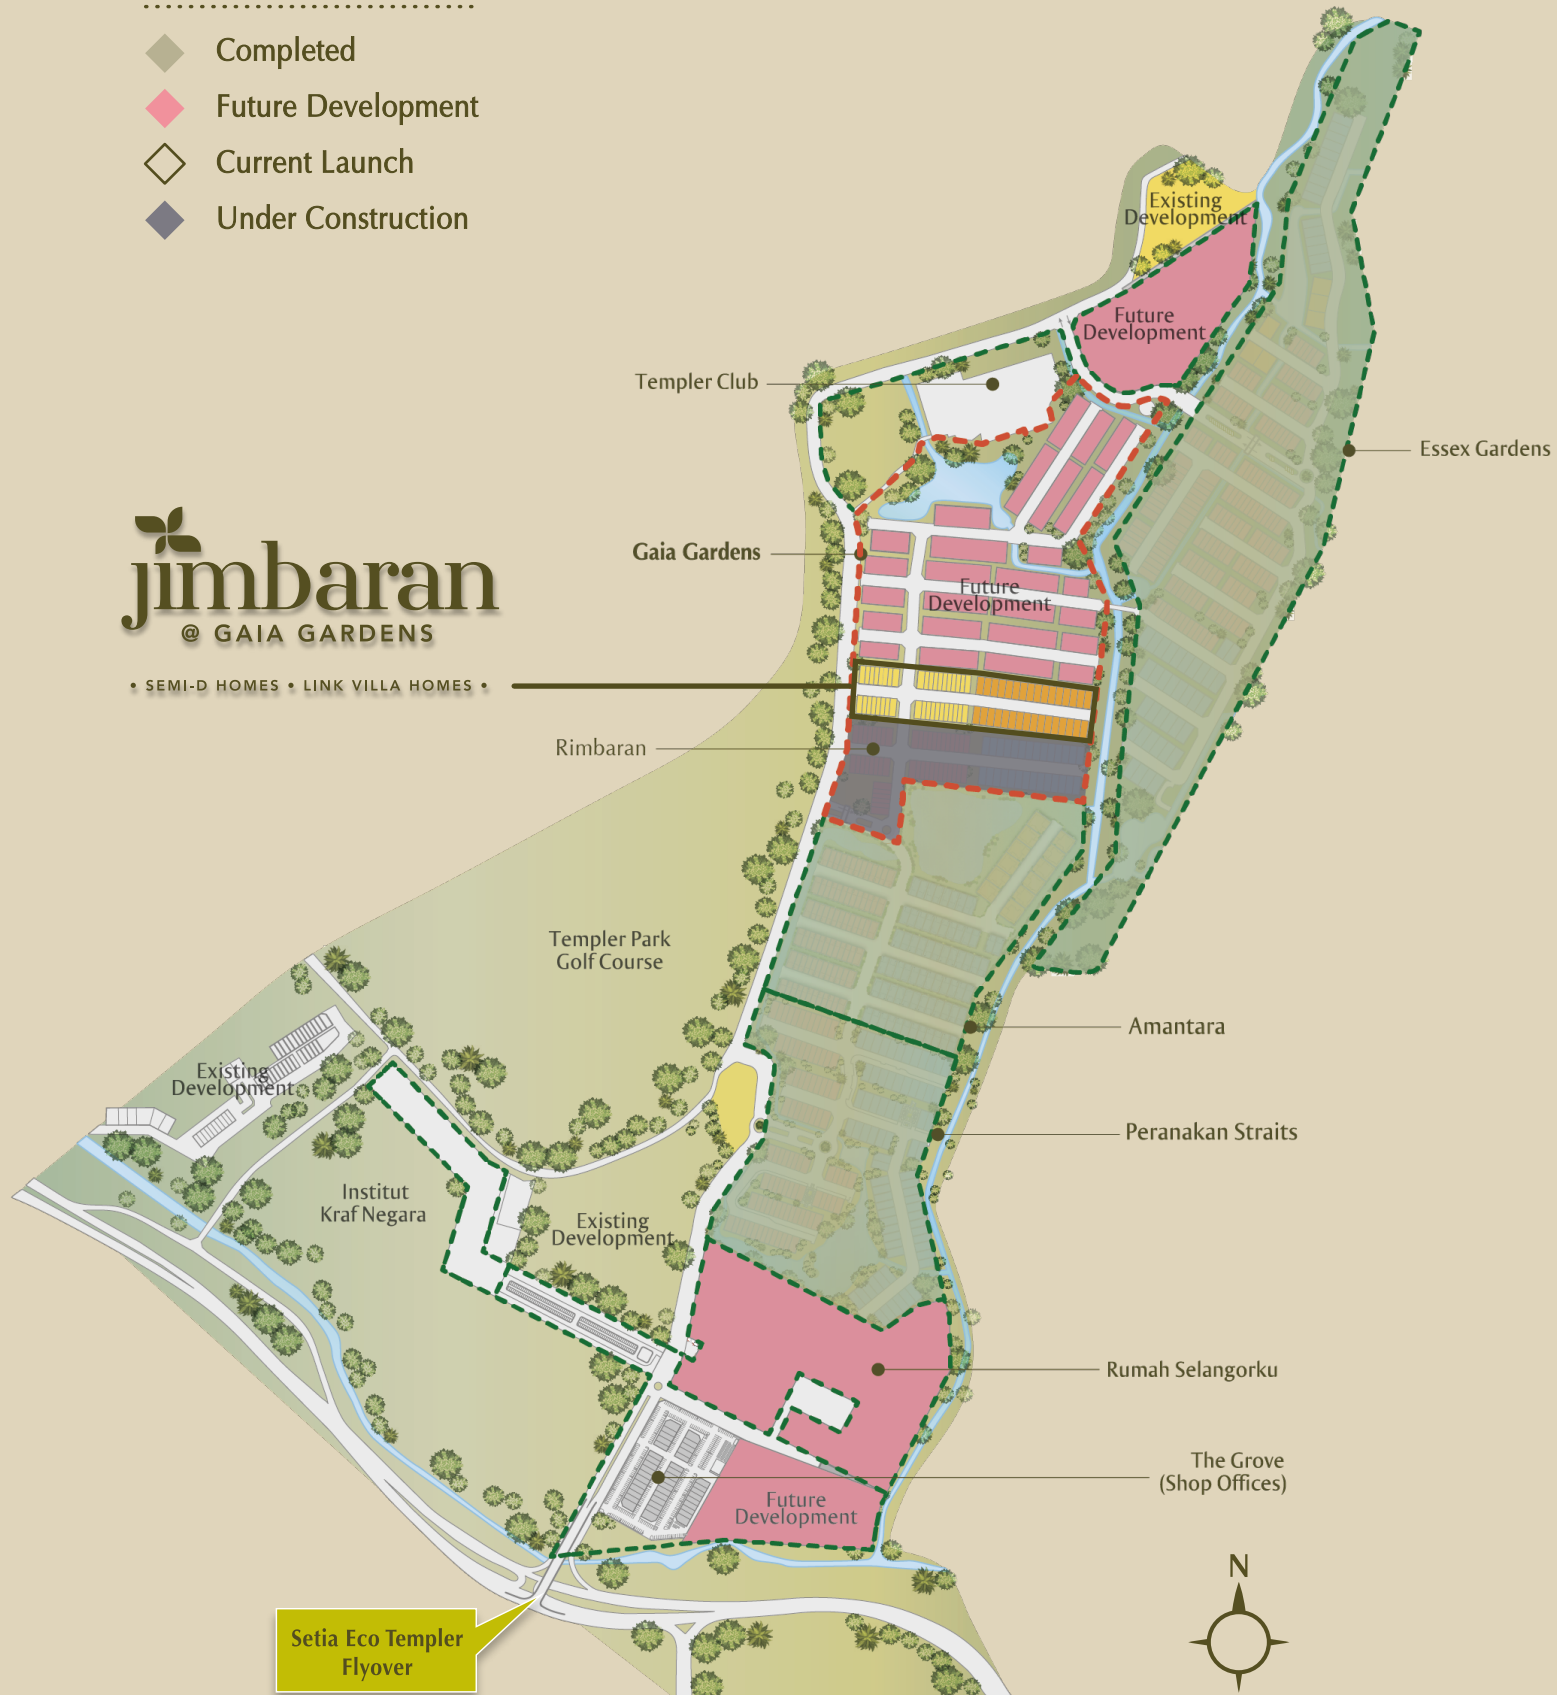 Completed
Future Development
Current Launch
Under Construction
Existing
Development
Future
Development
Templer Club
Essex Gardens
jimbaran
@ GAIA GARDENS
• SEMI-D HOMES • LINK VILLA HOMES •
Gaia Gardens
Future
Development
Rimbaran
Templer Park
Golf Course
Amantara
Existing
Development
Peranakan Straits
Institut
Kraf Negara
Existing
Development
Rumah Selangorku
The Grove
(Shop Offices)
Future
Development
N
Setia Eco Templer
Flyover